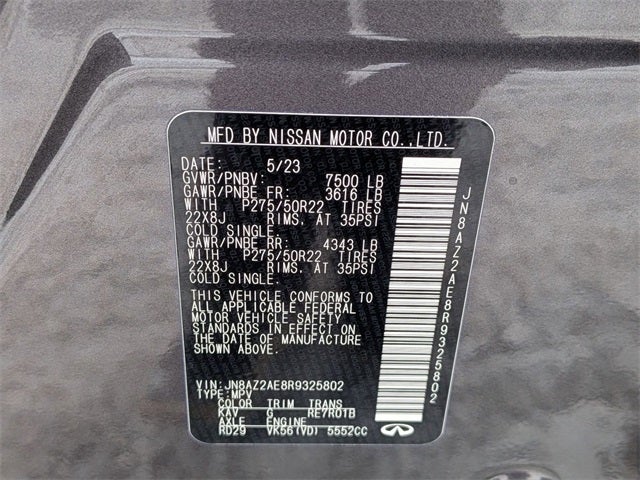 MFD BY NISSAN MOTOR CO.,LTD.
DATE: 5/23
GVWR/PNBV: 7500 LB
GAWR/PNBE FR: 3616 LB
WITH P275/50R22 TIRES
22X8J RIMS. AT 35PSI
COLD SINGLE.
GAWR/PNBE RR: 4343 LB
WITH P275/50R22 TIRES
22X8J RIMS. AT 35PSI
COLD SINGLE.
THIS VEHICLE CONFORMS TO
ALL APPLICABLE FEDERAL
MOTOR VEHICLE SAFETY
STANDARDS IN EFFECT ON
THE DATE OF MANUFACTURE
SHOWN ABOVE.
VIN: JN8AZ2AE8R9325802
TYPE: MPV
COLOR TRIM TRANS
KAV G RE7R01B
AXLE ENGINE
RD29 VK56(VD) 5552CC
JN8AZ2AE8R9325802